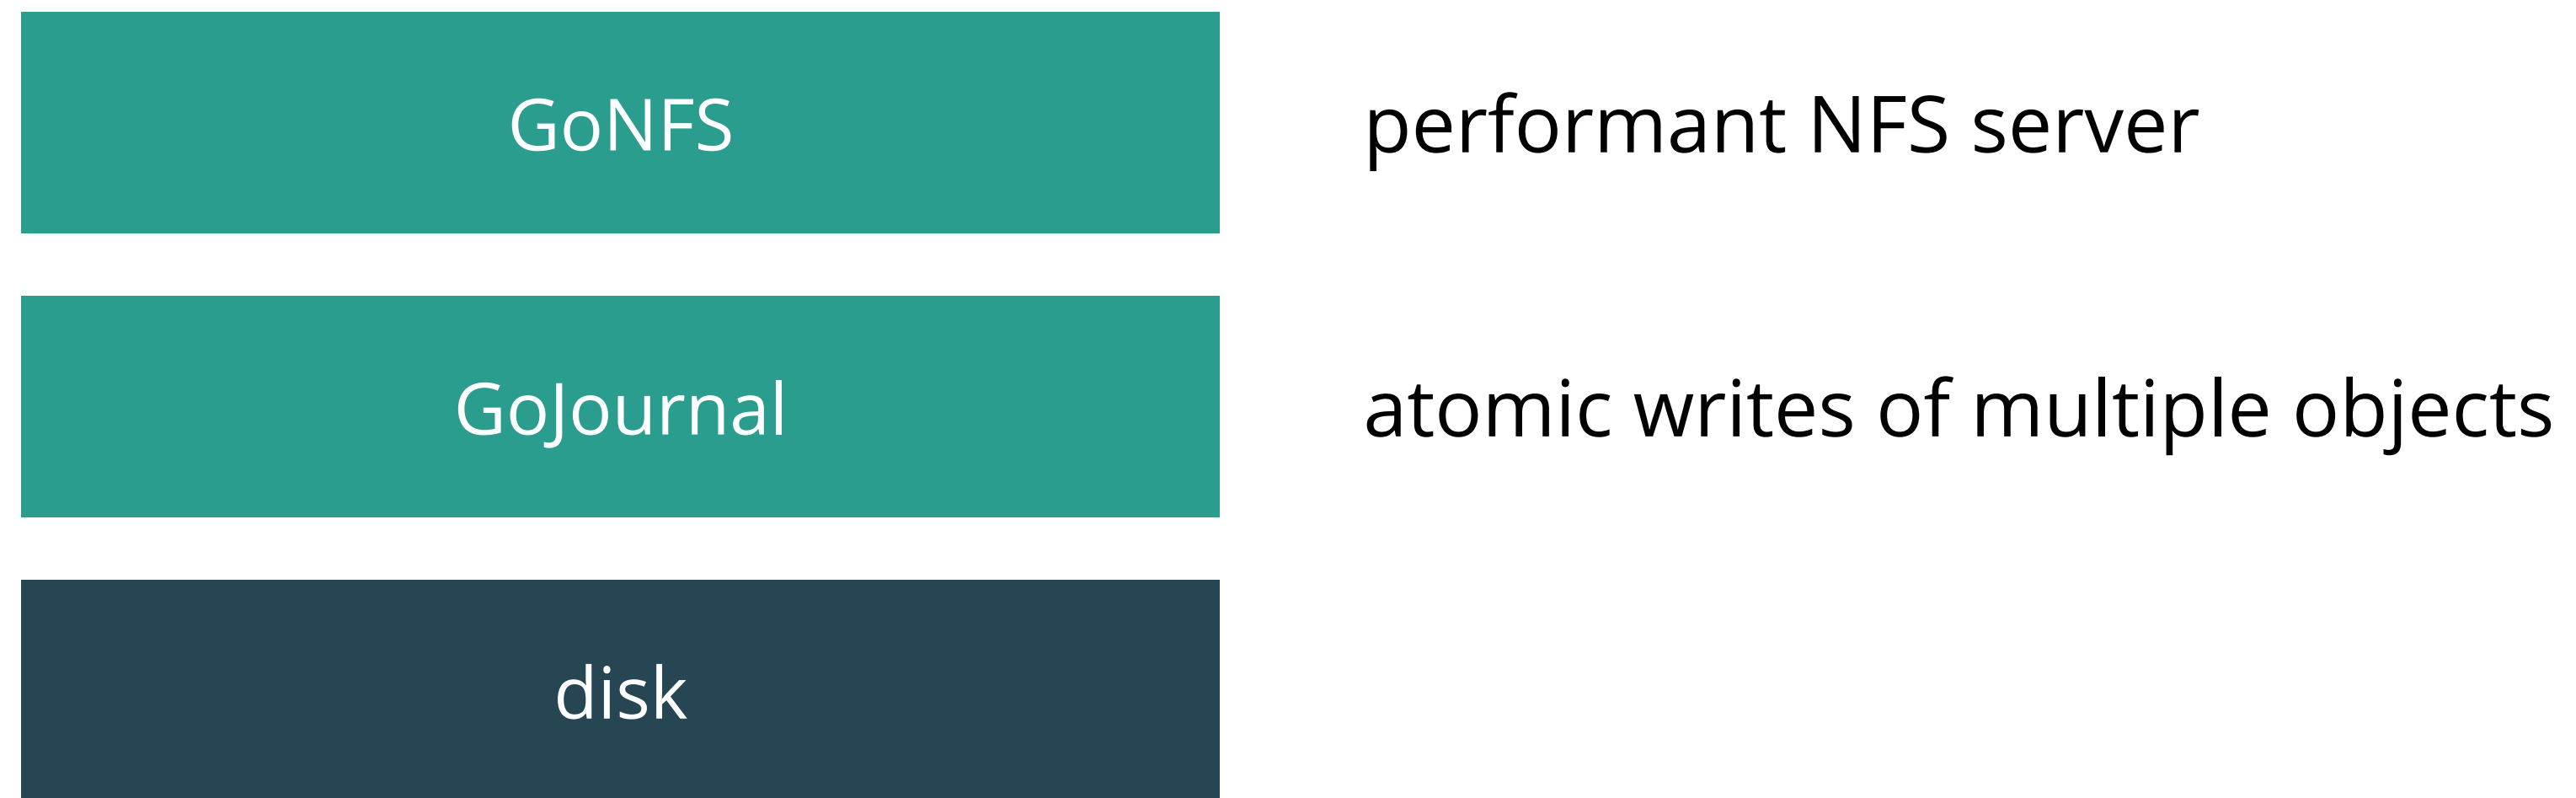 GoNFS performant NFS server
GoJournal atomic writes of multiple objects
disk